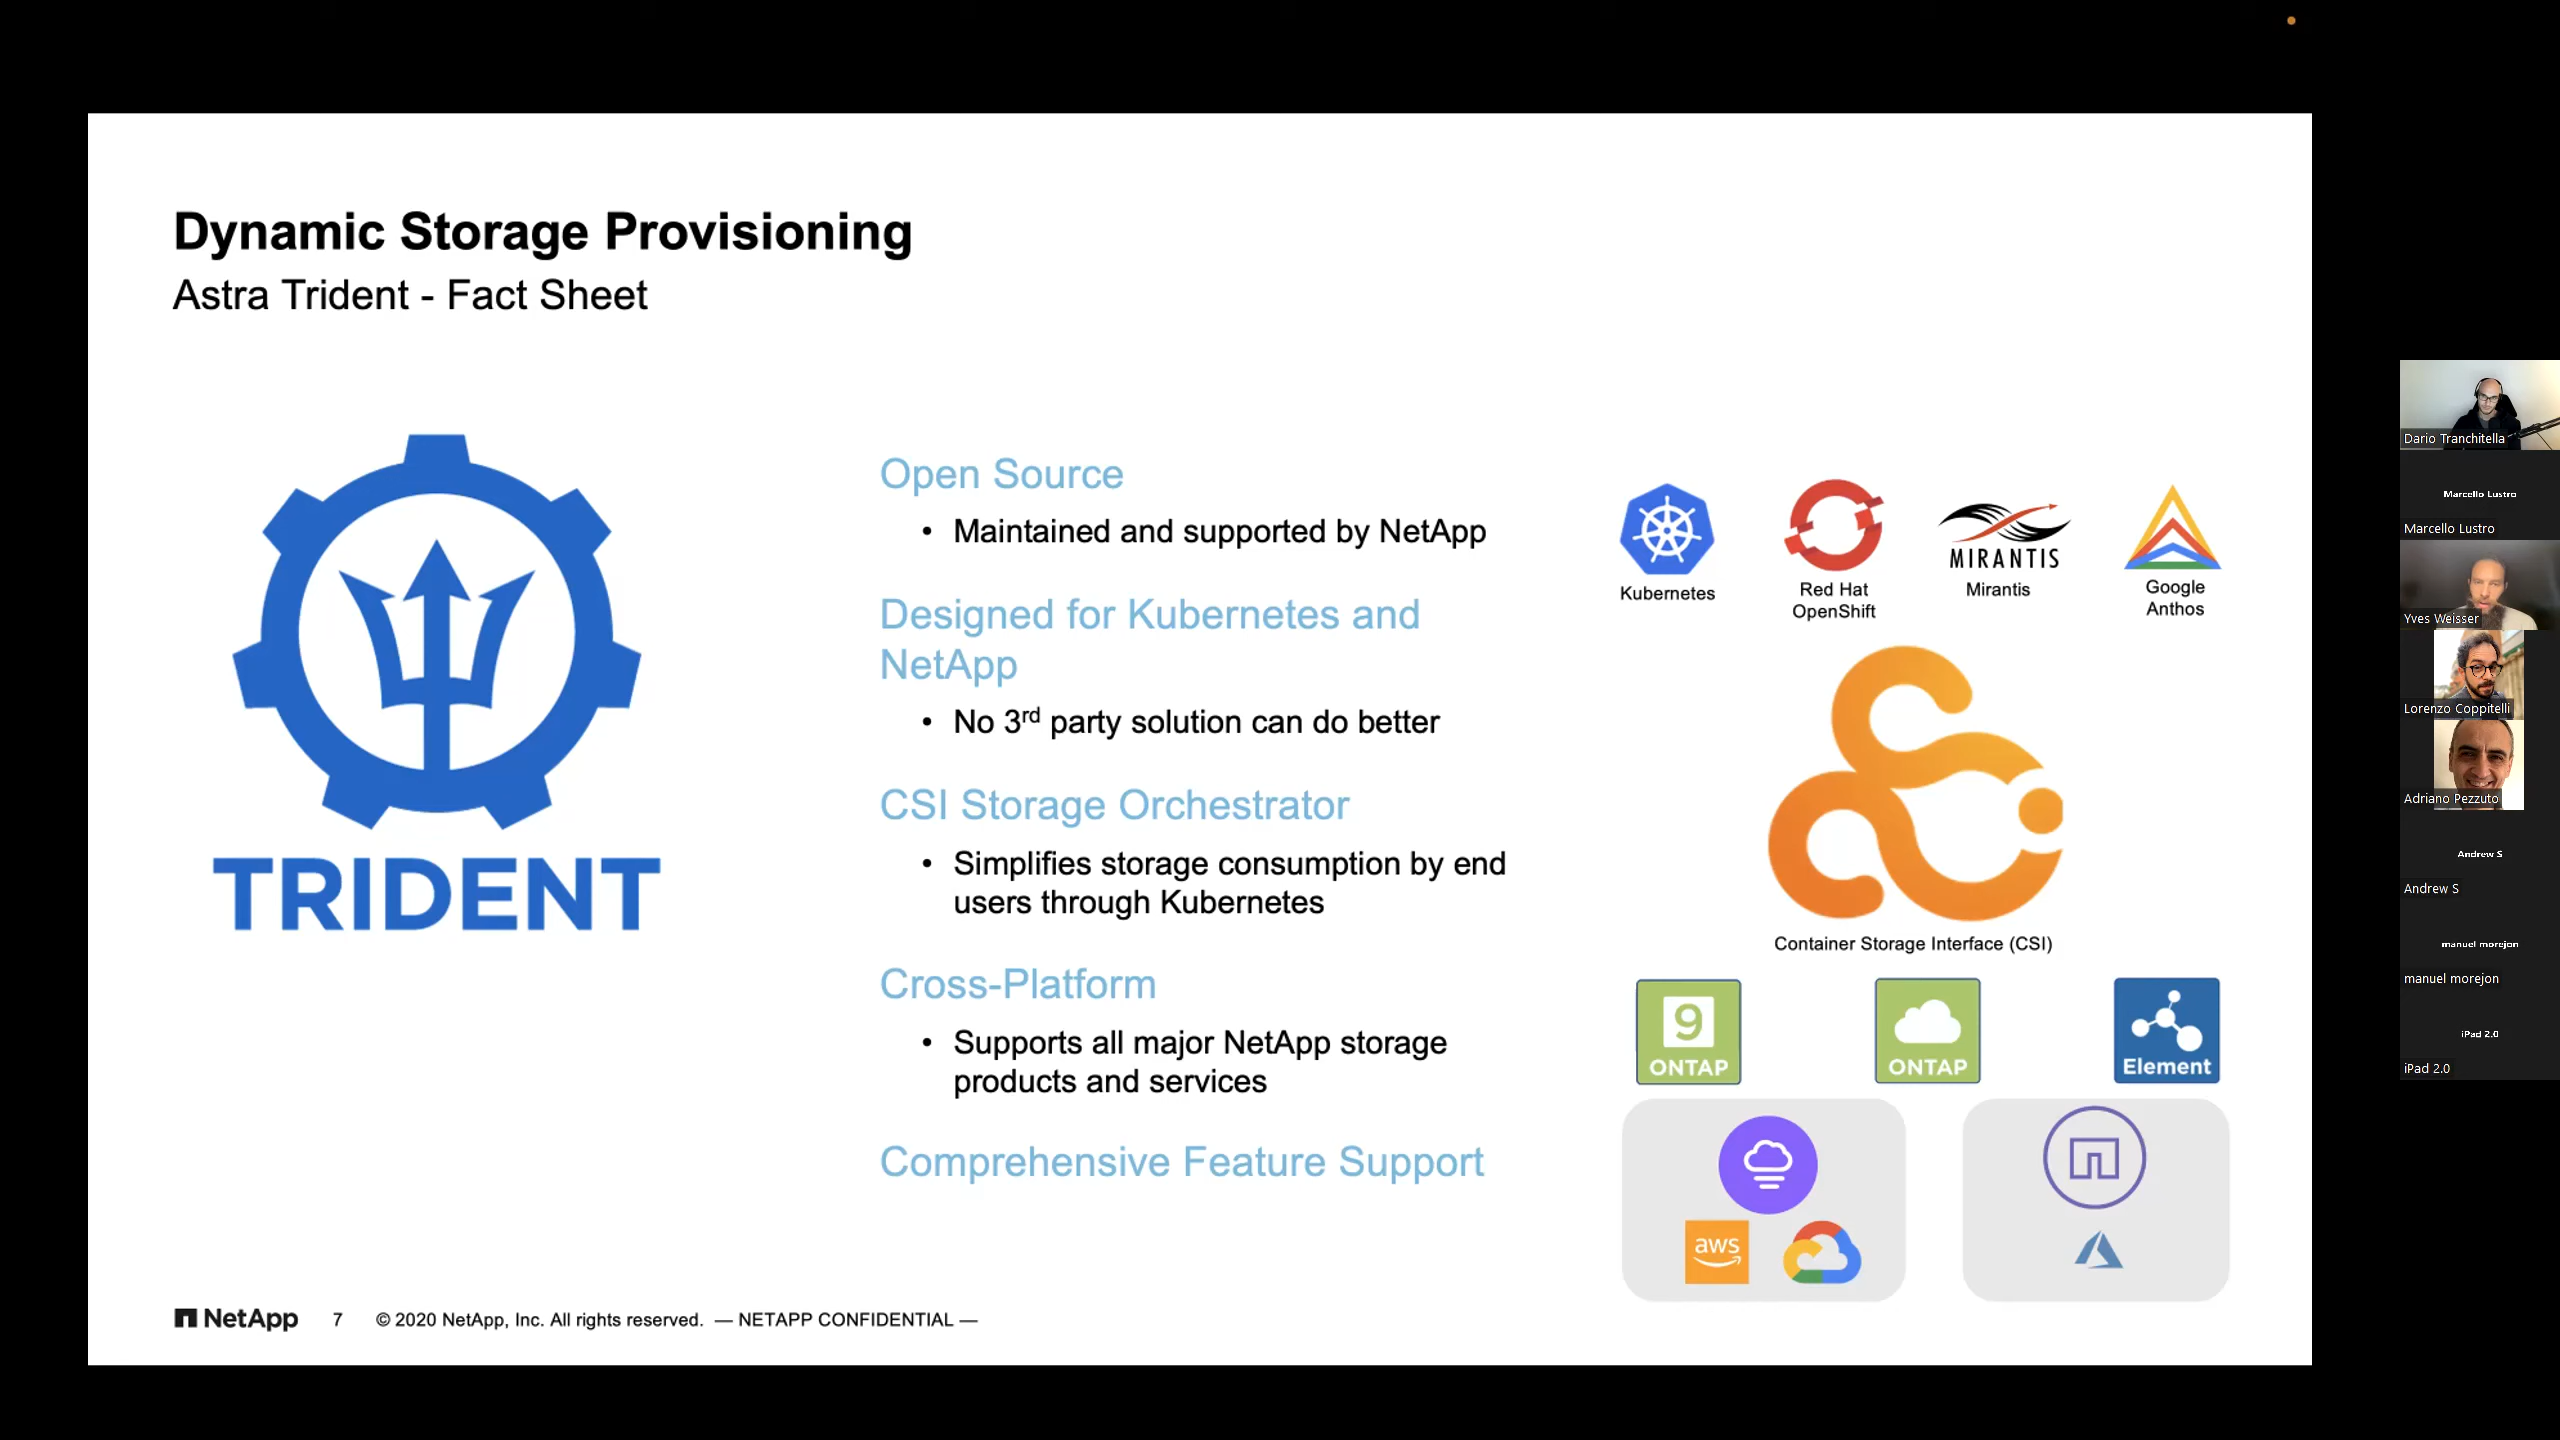 Dynamic Storage Provisioning
Astra Trident - Fact Sheet
TRIDENT
Open Source
• Maintained and supported by NetApp
Designed for Kubernetes and
NetApp
• No 3rd party solution can do better
CSI Storage Orchestrator
• Simplifies storage consumption by end
users through Kubernetes
Cross-Platform
• Supports all major NetApp storage
products and services
Comprehensive Feature Support
Kubernetes
Red Hat
OpenShift
MIRANTIS
Mirantis
Google
Anthos
Container Storage Interface (CSI)
9
ONTAP
ONTAP
Element
aws
NetApp 7 © 2020 NetApp, Inc. All rights reserved. — NETAPP CONFIDENTIAL —
Dario Tranchitella
Marcello Lustro
Marcello Lustro
Yves Weisser
Lorenzo Coppitelli
Adriano Pezzuto
Andrew S
Andrew S
manuel morejon
manuel morejon
iPad 2.0
iPad 2.0